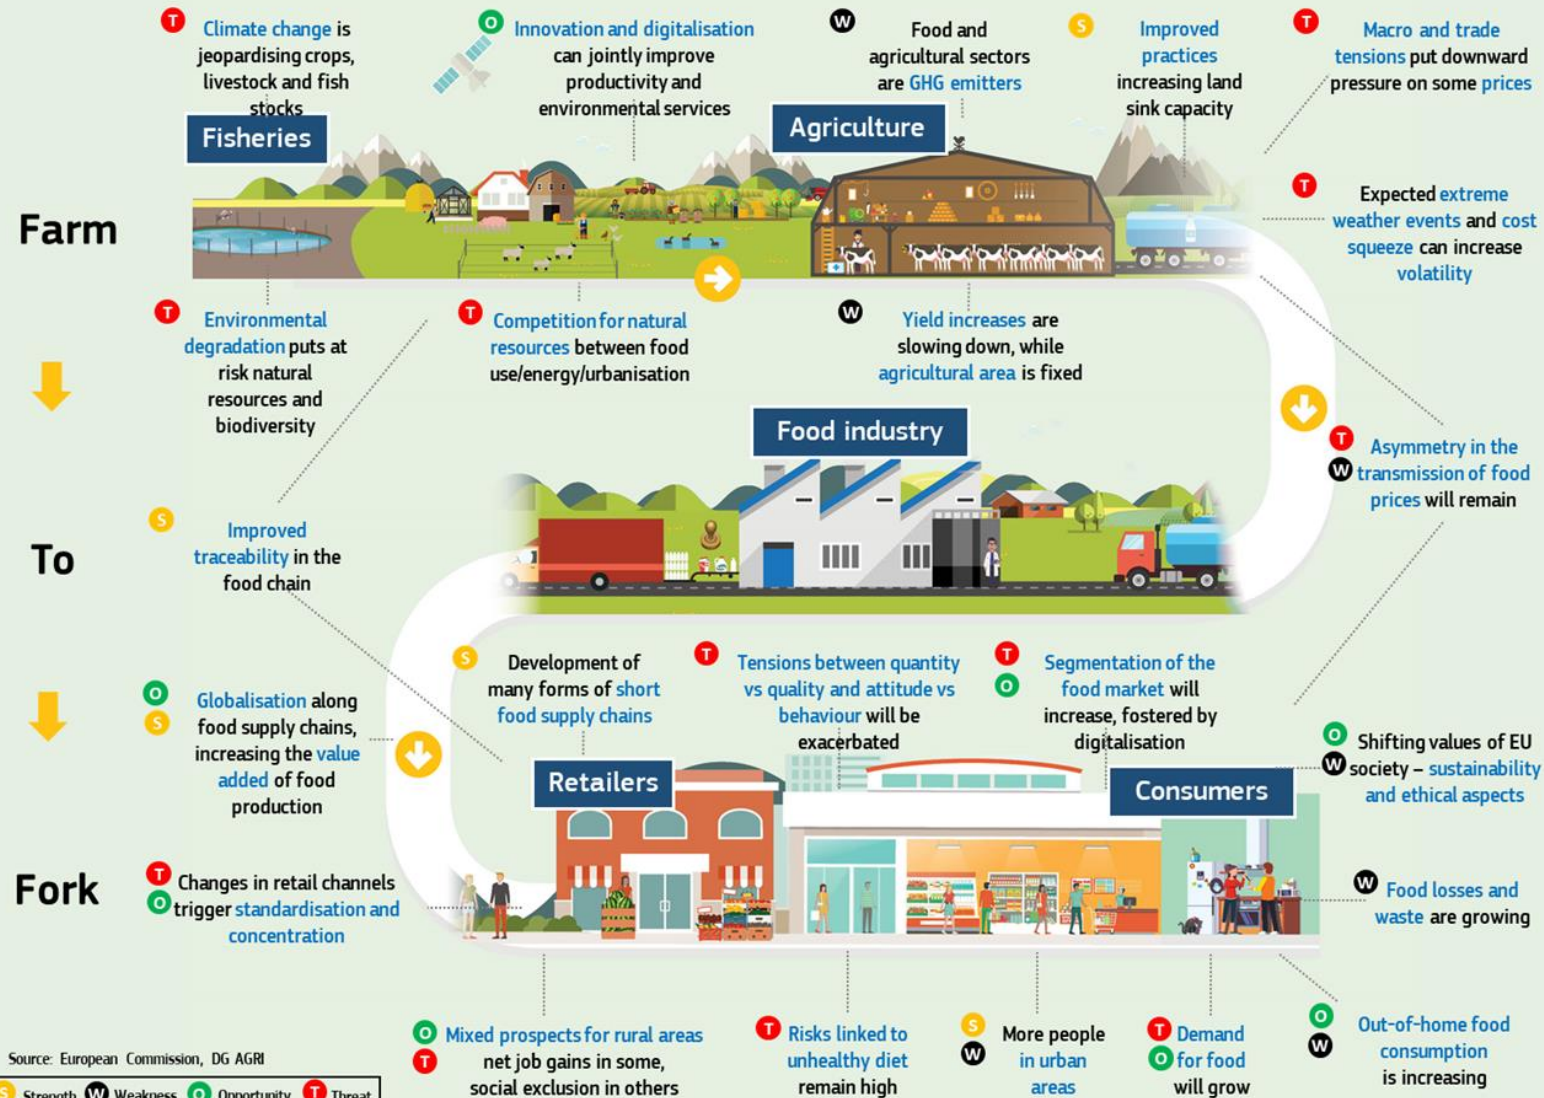 T
Climate change is
jeopardising crops,
livestock and fish
stocks
O
Innovation and digitalisation
can jointly improve
productivity and
environmental services
W
Food and
agricultural sectors
are GHG emitters
S
Improved
practices
increasing land
sink capacity
T
Macro and trade
tensions put downward
pressure on some prices
Fisheries
Agriculture
Farm
T
Expected extreme
weather events and cost
squeeze can increase
volatility
T
Environmental
degradation puts at
risk natural
resources and
biodiversity
T
Competition for natural
resources between food
use/energy/urbanisation
W
Yield increases are
slowing down, while
agricultural area is fixed
Food industry
T
W
Asymmetry in the
transmission of food
prices will remain
To
S
Improved
traceability in the
food chain
O
S
Globalisation along
food supply chains,
increasing the value
added of food
production
S
Development of
many forms of short
food supply chains
T
Tensions between quantity
vs quality and attitude vs
behaviour will be
exacerbated
T
O
Segmentation of the
food market will
increase, fostered by
digitalisation
O
W
Shifting values of EU
society – sustainability
and ethical aspects
Retailers
Consumers
Fork
T
O
Changes in retail channels
trigger standardisation and
concentration
W
Food losses and
waste are growing
O
T
Mixed prospects for rural areas
net job gains in some,
social exclusion in others
T
Risks linked to
unhealthy diet
remain high
S
W
More people
in urban
areas
T
O
Demand
for food
will grow
O
W
Out-of-home food
consumption
is increasing
Source: European Commission, DG AGRI
S Strength W Weakness O Opportunity T Threat